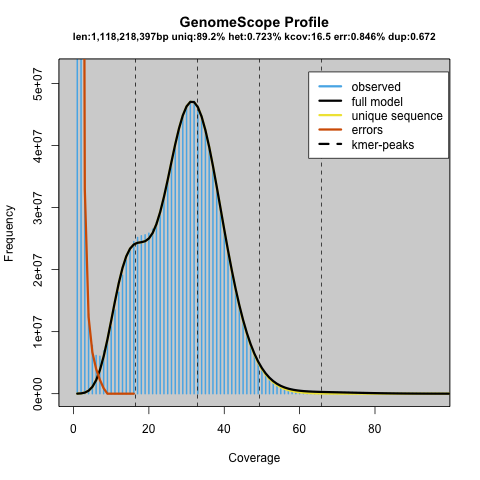 GenomeScope Profile
len:1,118,218,397bp uniq:89.2% het:0.723% kcov:16.5 err:0.846% dup:0.672
observed
full model
unique sequence
errors
kmer-peaks
Frequency
5e+07
4e+07
3e+07
2e+07
1e+07
0e+00
0 20 40 60 80
Coverage